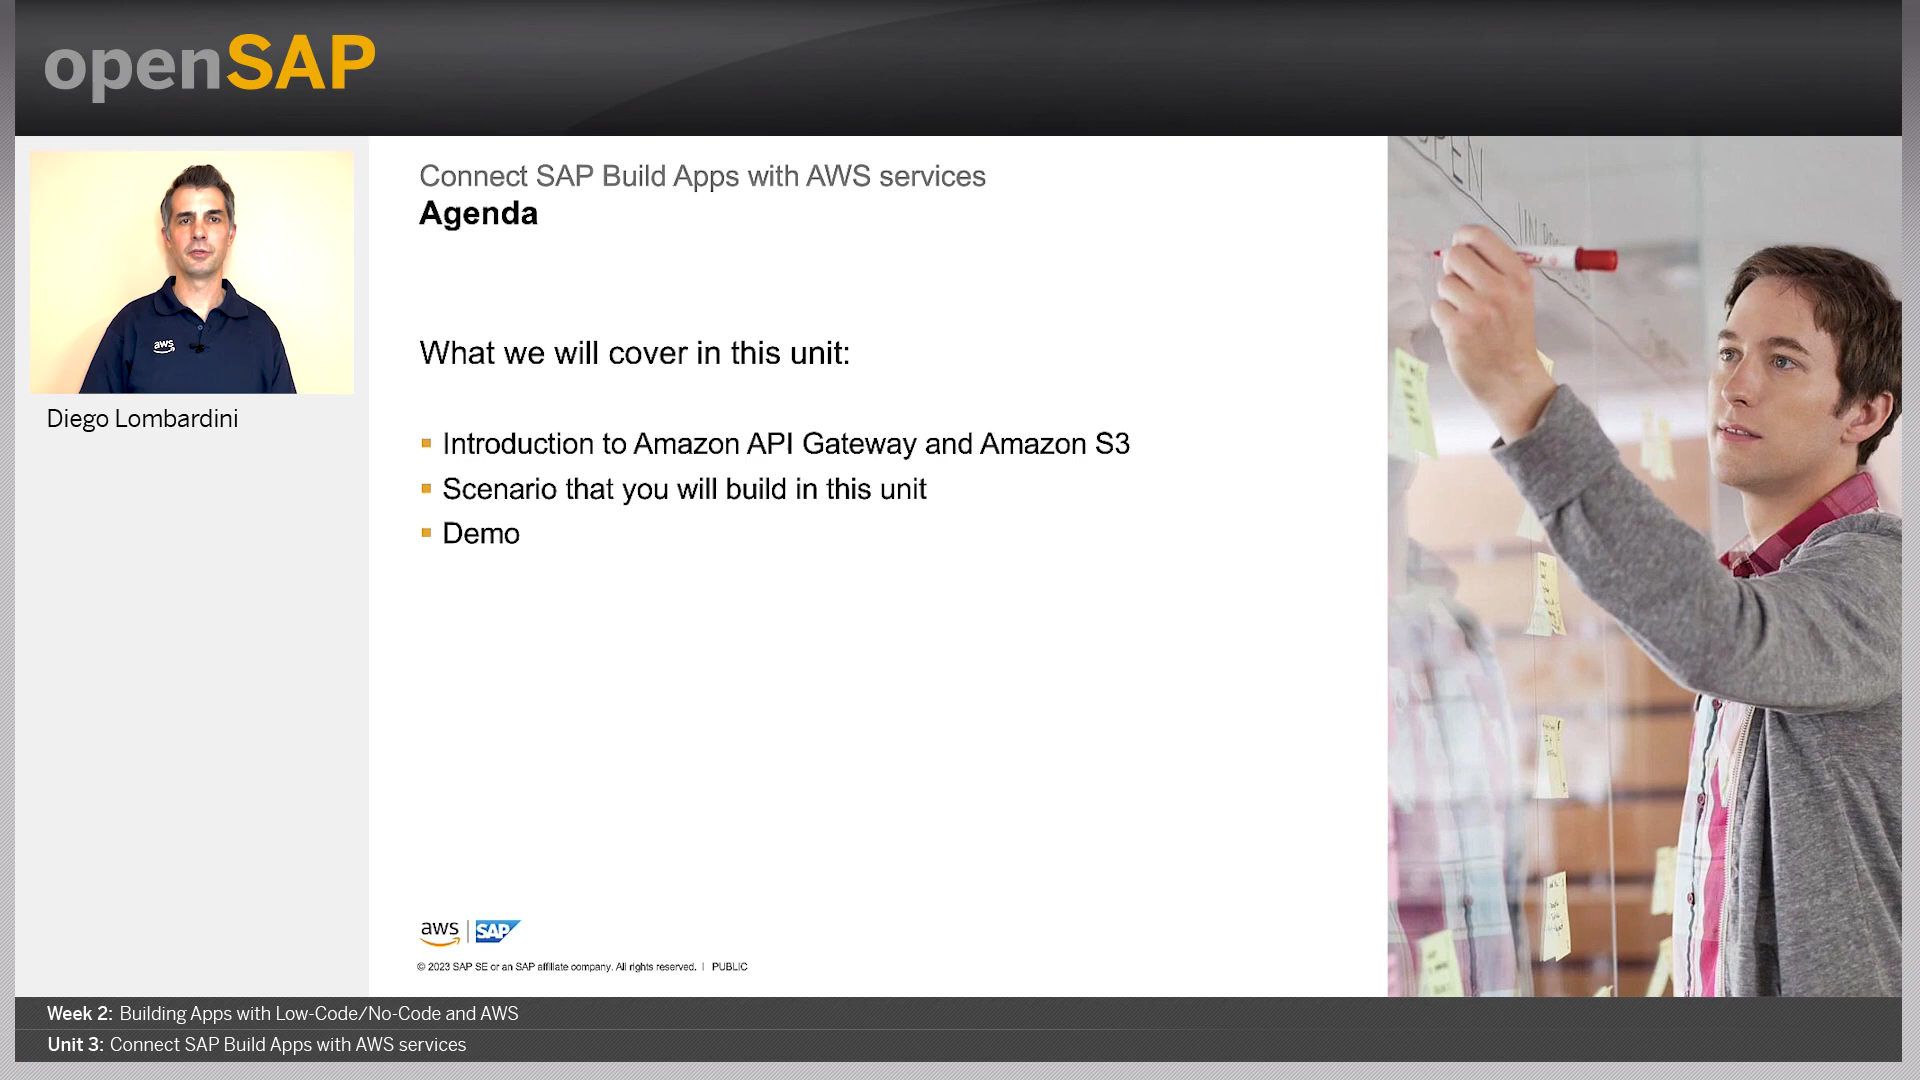 openSAP
Connect SAP Build Apps with AWS services
Agenda
What we will cover in this unit:
Introduction to Amazon API Gateway and Amazon S3
Scenario that you will build in this unit
Demo
aws
Diego Lombardini
OPEN
aws | SAP
© 2023 SAP SE or an SAP affiliate company. All rights reserved. | PUBLIC
Week 2: Building Apps with Low-Code/No-Code and AWS
Unit 3: Connect SAP Build Apps with AWS services